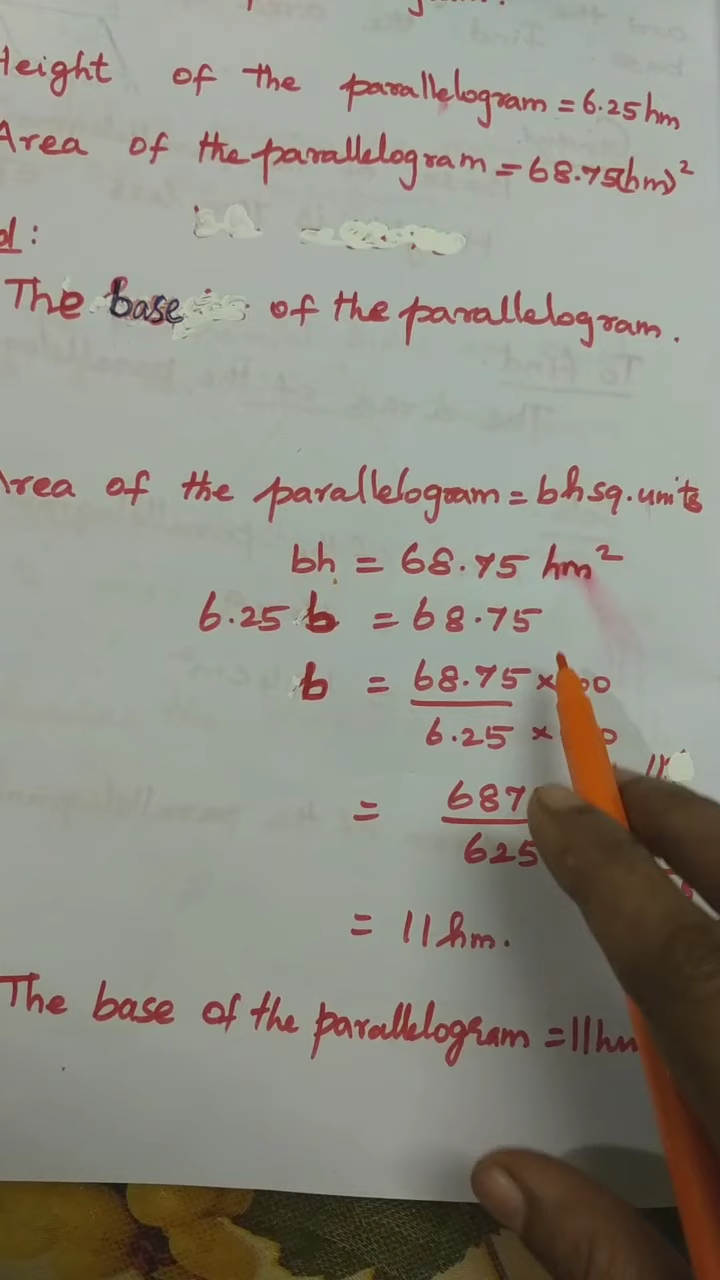 Height of the parallelogram = 6.25 hm
Area of the parallelogram = 68.75(hm)²
d:
The base of the parallelogram.
Area of the parallelogram = bh sq. units
bh = 68.75 hm²
6.25 b = 68.75
b = 68.75 ×
6.25 ×
= 687
625
= 11 hm.
The base of the parallelogram = 11 hm